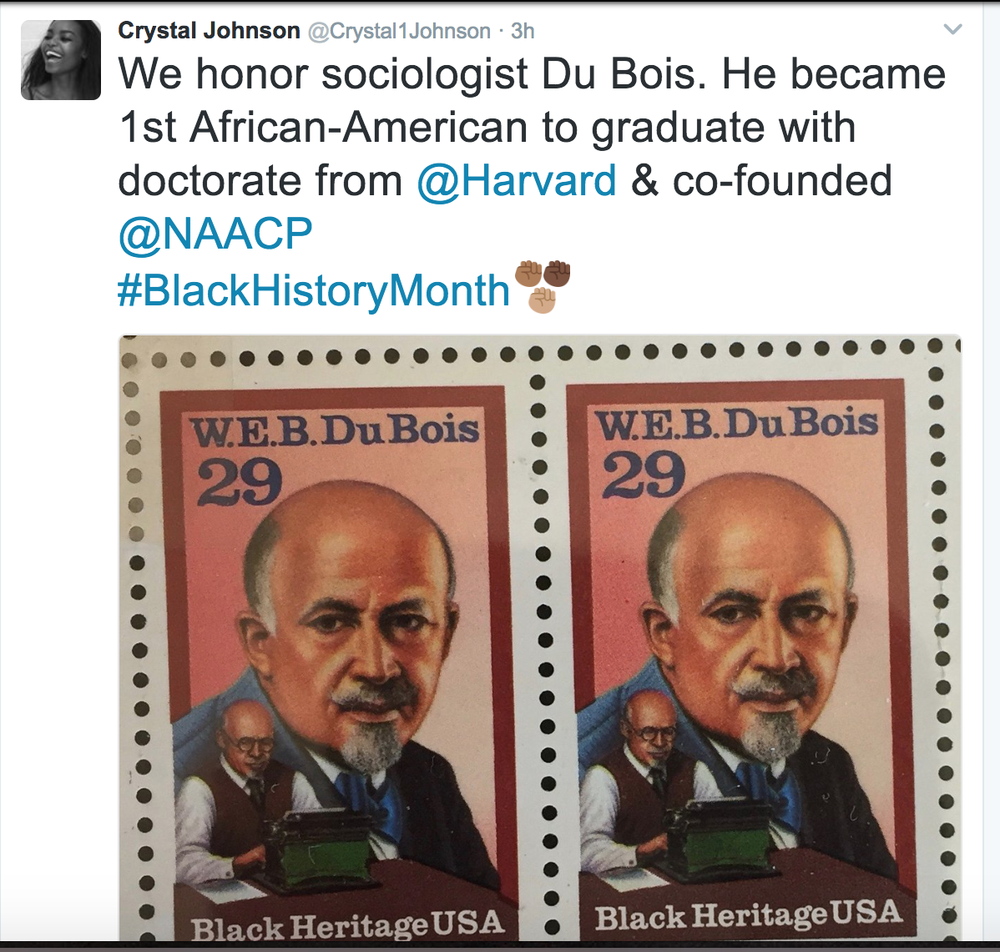 Crystal Johnson @Crystal1Johnson · 3h
We honor sociologist Du Bois. He became
1st African-American to graduate with
doctorate from @Harvard & co-founded
@NAACP
#BlackHistoryMonth
W.E.B. Du Bois
29
Black Heritage USA
W.E.B. Du Bois
29
Black Heritage USA